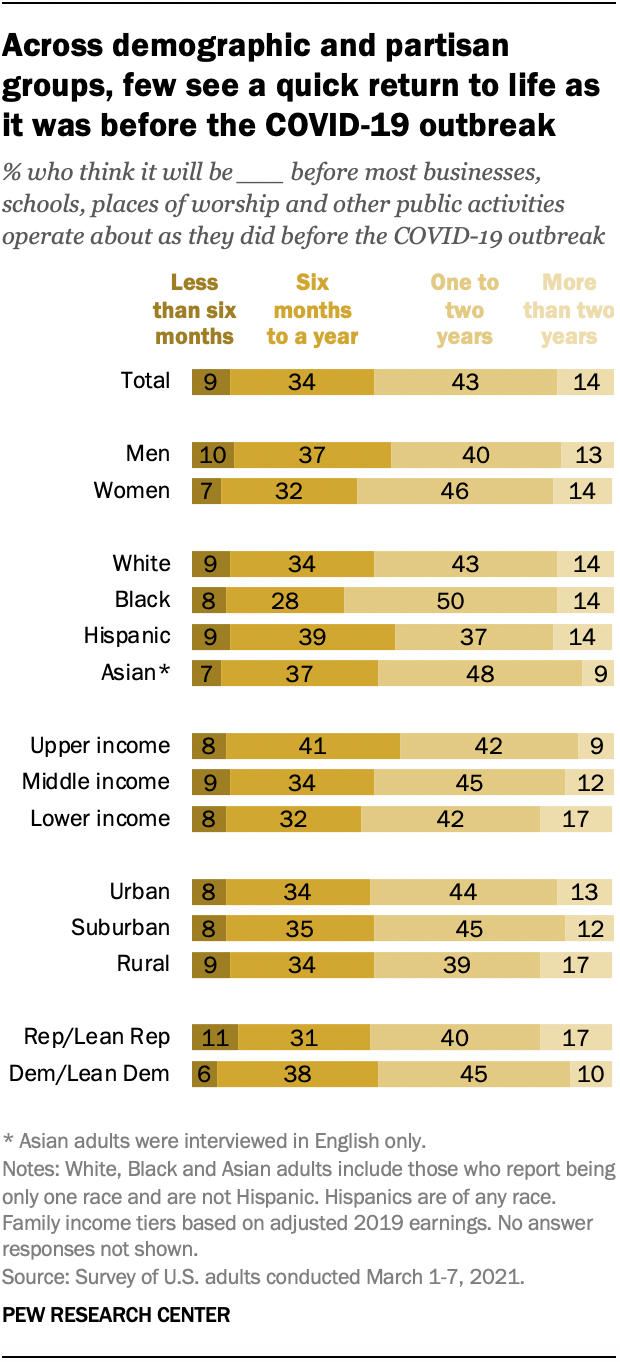 Across demographic and partisan
groups, few see a quick return to life as
it was before the COVID-19 outbreak
% who think it will be ___ before most businesses,
schools, places of worship and other public activities
operate about as they did before the COVID-19 outbreak
Less than six months
Six months to a year
One to two years
More than two years
Total 9 34 43 14
Men 10 37 40 13
Women 7 32 46 14
White 9 34 43 14
Black 8 28 50 14
Hispanic 9 39 37 14
Asian* 7 37 48 9
Upper income 8 41 42 9
Middle income 9 34 45 12
Lower income 8 32 42 17
Urban 8 34 44 13
Suburban 8 35 45 12
Rural 9 34 39 17
Rep/Lean Rep 11 31 40 17
Dem/Lean Dem 6 38 45 10
* Asian adults were interviewed in English only.
Notes: White, Black and Asian adults include those who report being
only one race and are not Hispanic. Hispanics are of any race.
Family income tiers based on adjusted 2019 earnings. No answer
responses not shown.
Source: Survey of U.S. adults conducted March 1-7, 2021.
PEW RESEARCH CENTER